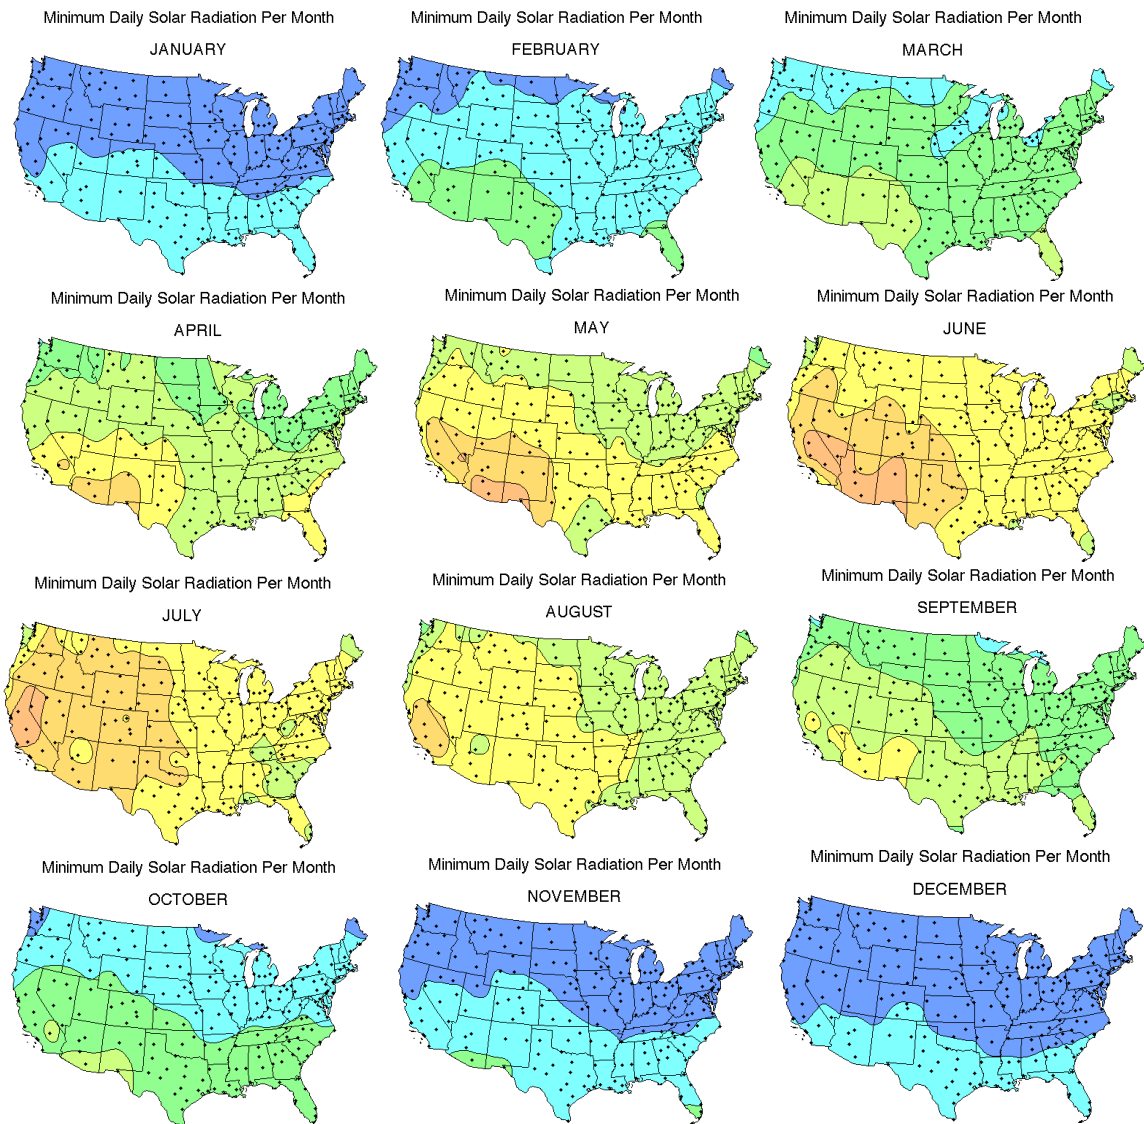 Minimum Daily Solar Radiation Per Month
JANUARY
Minimum Daily Solar Radiation Per Month
FEBRUARY
Minimum Daily Solar Radiation Per Month
MARCH
Minimum Daily Solar Radiation Per Month
APRIL
Minimum Daily Solar Radiation Per Month
MAY
Minimum Daily Solar Radiation Per Month
JUNE
Minimum Daily Solar Radiation Per Month
JULY
Minimum Daily Solar Radiation Per Month
AUGUST
Minimum Daily Solar Radiation Per Month
SEPTEMBER
Minimum Daily Solar Radiation Per Month
OCTOBER
Minimum Daily Solar Radiation Per Month
NOVEMBER
Minimum Daily Solar Radiation Per Month
DECEMBER